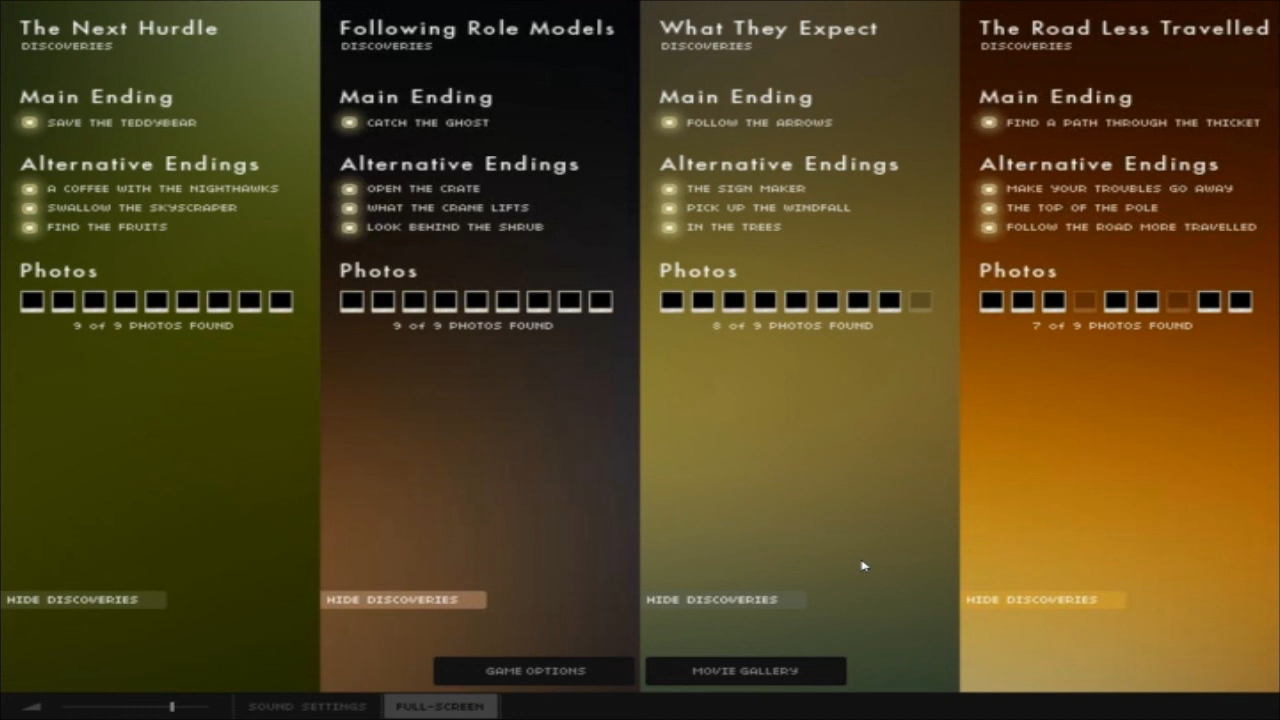 The Next Hurdle
DISCOVERIES
Main Ending
SAVE THE TEDDYBEAR
Alternative Endings
A COFFEE WITH THE NIGHTHAWKS
SWALLOW THE SKYSCRAPER
FIND THE FRUITS
Photos
9 of 9 PHOTOS FOUND
HIDE DISCOVERIES
Following Role Models
DISCOVERIES
Main Ending
CATCH THE GHOST
Alternative Endings
OPEN THE CRATE
WHAT THE CRANE LIFTS
LOOK BEHIND THE SHRUB
Photos
9 of 9 PHOTOS FOUND
HIDE DISCOVERIES
What They Expect
DISCOVERIES
Main Ending
FOLLOW THE ARROWS
Alternative Endings
THE SIGN MAKER
PICK UP THE WINDFALL
IN THE TREES
Photos
8 of 9 PHOTOS FOUND
HIDE DISCOVERIES
The Road Less Travelled
DISCOVERIES
Main Ending
FIND A PATH THROUGH THE THICKET
Alternative Endings
MAKE YOUR TROUBLES GO AWAY
THE TOP OF THE POLE
FOLLOW THE ROAD MORE TRAVELLED
Photos
7 of 9 PHOTOS FOUND
HIDE DISCOVERIES
GAME OPTIONS
MOVIE GALLERY
SOUND SETTINGS
FULL-SCREEN